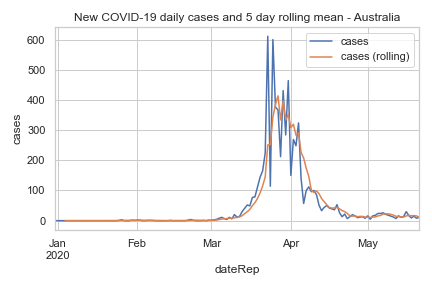 New COVID-19 daily cases and 5 day rolling mean - Australia
cases
cases (rolling)
cases
600
500
400
300
200
100
0
Jan Feb Mar Apr May
2020
dateRep